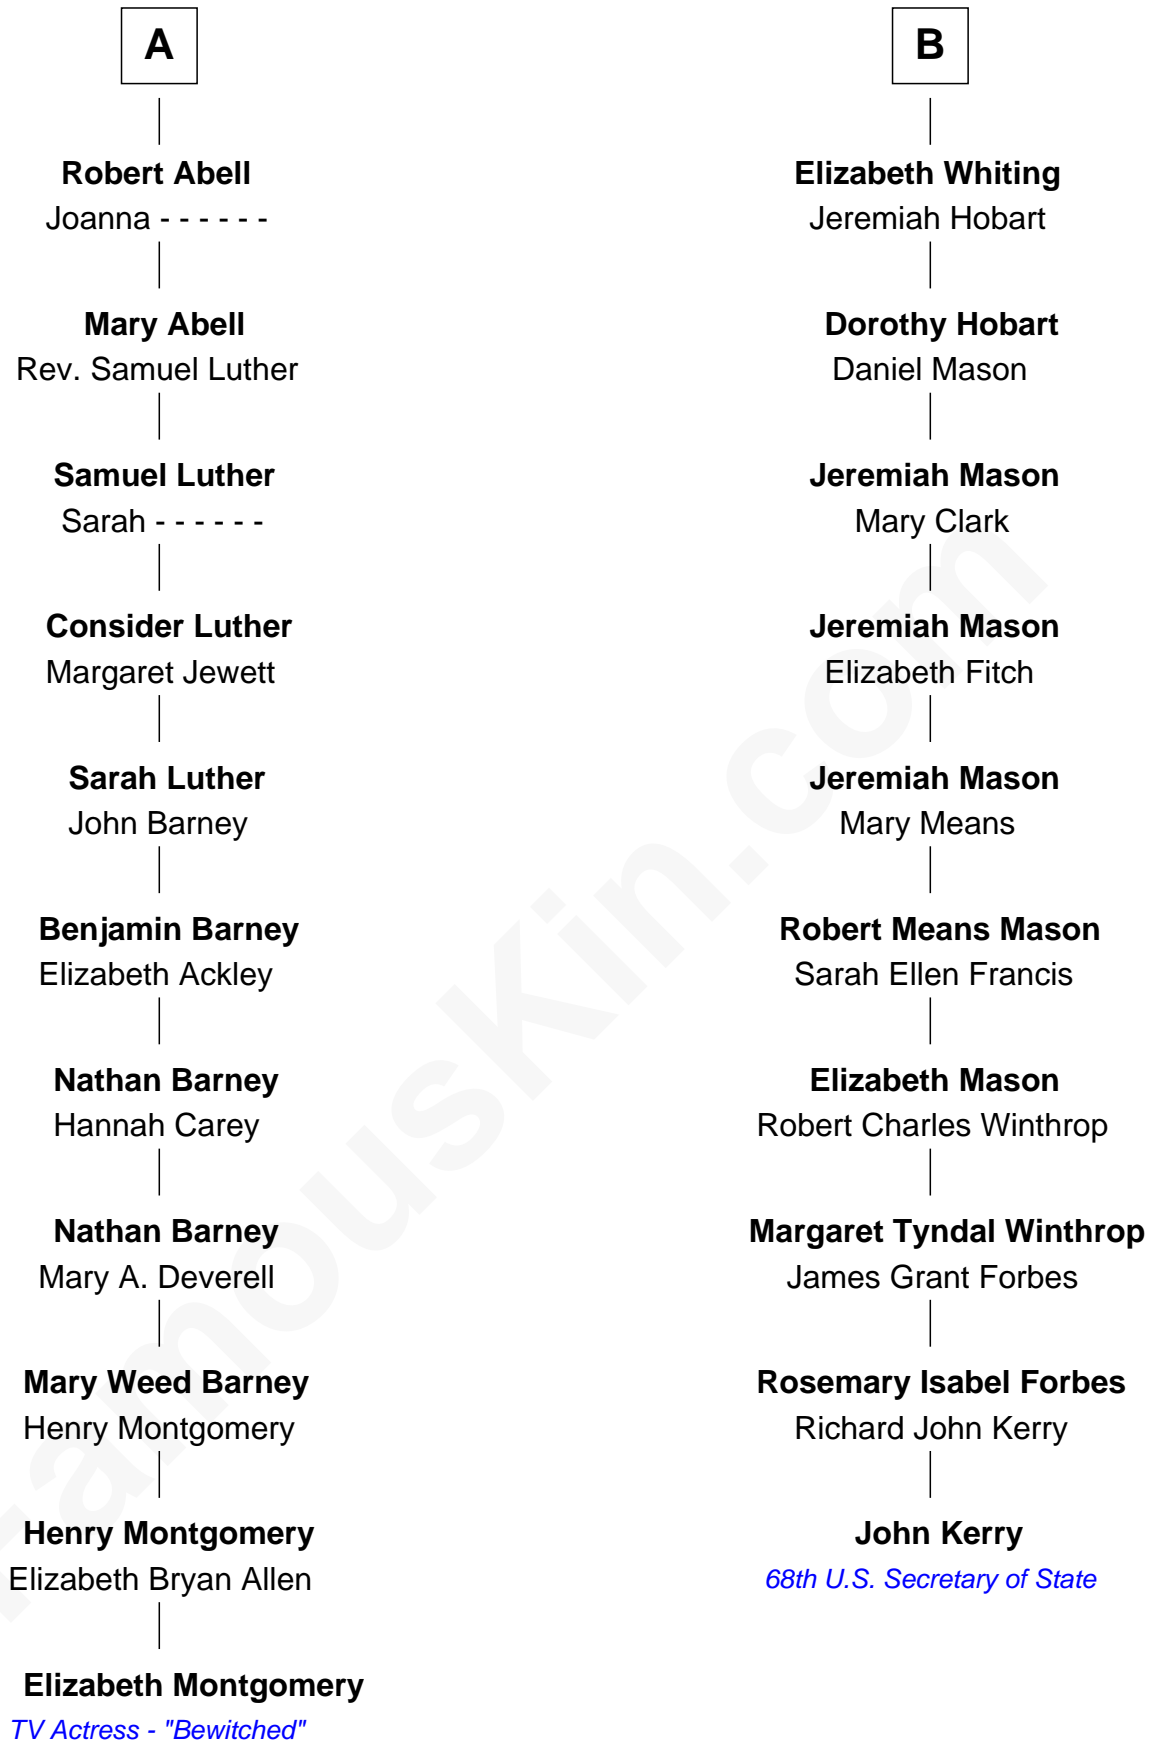 A
Robert Abell
Joanna - - - - - -
Mary Abell
Rev. Samuel Luther
Samuel Luther
Sarah - - - - - -
Consider Luther
Margaret Jewett
Sarah Luther
John Barney
Benjamin Barney
Elizabeth Ackley
Nathan Barney
Hannah Carey
Nathan Barney
Mary A. Deverell
Mary Weed Barney
Henry Montgomery
Henry Montgomery
Elizabeth Bryan Allen
Elizabeth Montgomery
TV Actress - "Bewitched"
B
Elizabeth Whiting
Jeremiah Hobart
Dorothy Hobart
Daniel Mason
Jeremiah Mason
Mary Clark
Jeremiah Mason
Elizabeth Fitch
Jeremiah Mason
Mary Means
Robert Means Mason
Sarah Ellen Francis
Elizabeth Mason
Robert Charles Winthrop
Margaret Tyndal Winthrop
James Grant Forbes
Rosemary Isabel Forbes
Richard John Kerry
John Kerry
68th U.S. Secretary of State
FamousKin.com